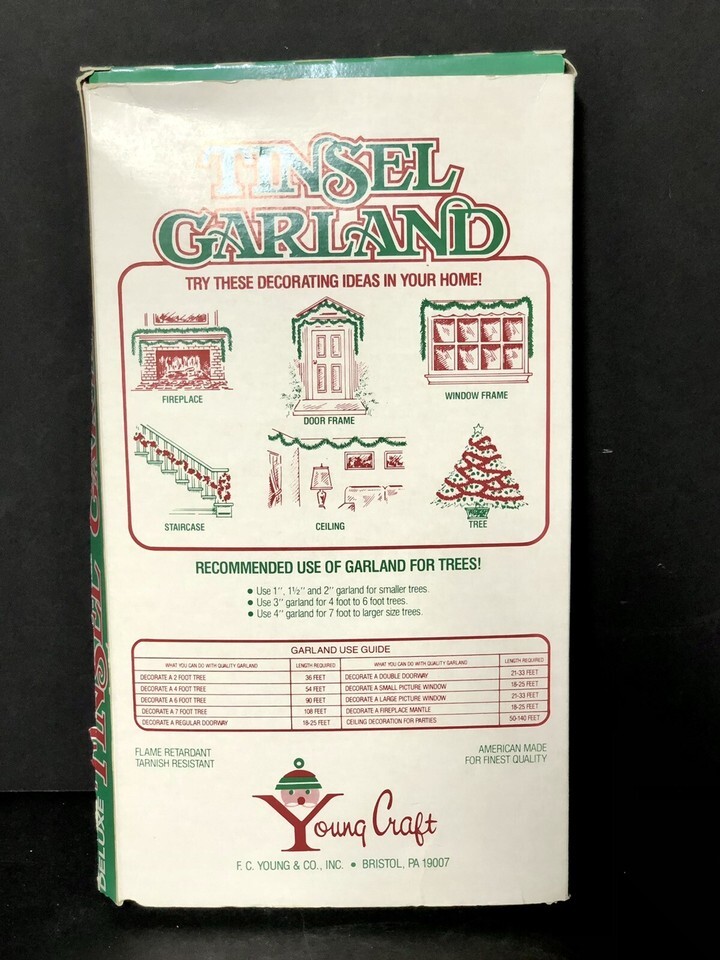 TINSEL
GARLAND
TRY THESE DECORATING IDEAS IN YOUR HOME!
FIREPLACE
DOOR FRAME
WINDOW FRAME
STAIRCASE
CEILING
TREE
RECOMMENDED USE OF GARLAND FOR TREES!
● Use 1", 1½" and 2" garland for smaller trees.
● Use 3" garland for 4 foot to 6 foot trees.
● Use 4" garland for 7 foot to larger size trees.
GARLAND USE GUIDE
WHAT YOU CAN DO WITH QUALITY GARLAND LENGTH REQUIRED WHAT YOU CAN DO WITH QUALITY GARLAND LENGTH REQUIRED
DECORATE A 2 FOOT TREE 36 FEET DECORATE A DOUBLE DOORWAY 21-33 FEET
DECORATE A 4 FOOT TREE 54 FEET DECORATE A SMALL PICTURE WINDOW 18-25 FEET
DECORATE A 6 FOOT TREE 90 FEET DECORATE A LARGE PICTURE WINDOW 21-33 FEET
DECORATE A 7 FOOT TREE 108 FEET DECORATE A FIREPLACE MANTLE 18-25 FEET
DECORATE A REGULAR DOORWAY 18-25 FEET CEILING DECORATION FOR PARTIES 50-140 FEET
FLAME RETARDANT
TARNISH RESISTANT
AMERICAN MADE
FOR FINEST QUALITY
Young Craft
F. C. YOUNG & CO., INC. ● BRISTOL, PA 19007
DELUXE TINSEL